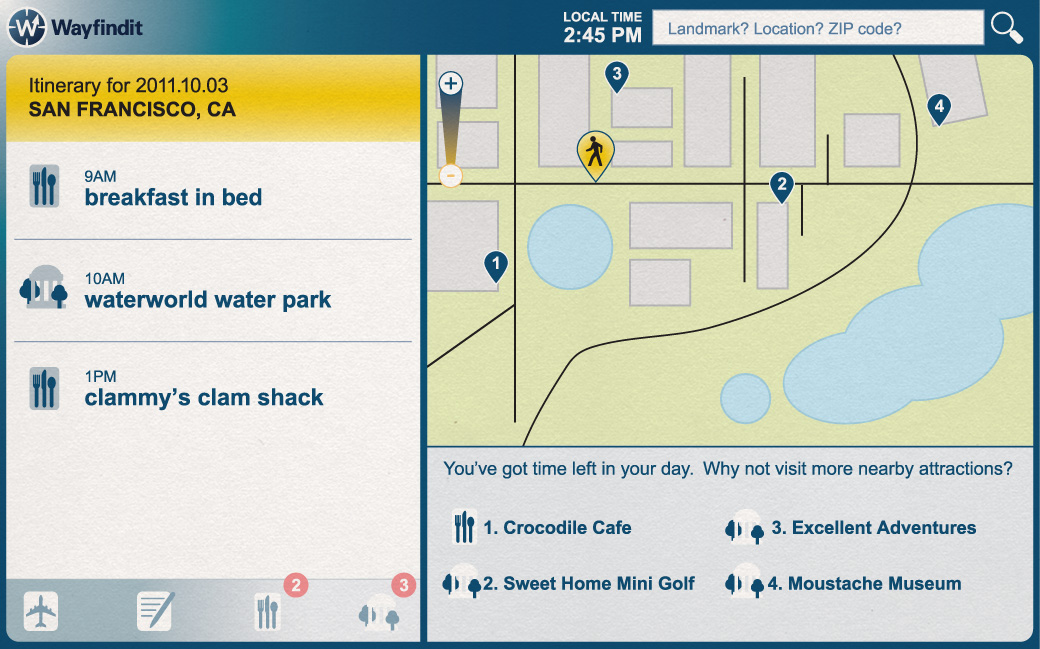 Wayfindit
LOCAL TIME
2:45 PM
Landmark? Location? ZIP code?
Itinerary for 2011.10.03
SAN FRANCISCO, CA
9AM
breakfast in bed
10AM
waterworld water park
1PM
clammy’s clam shack
2
3
+
-
3
4
2
1
You’ve got time left in your day. Why not visit more nearby attractions?
1. Crocodile Cafe
3. Excellent Adventures
2. Sweet Home Mini Golf
4. Moustache Museum